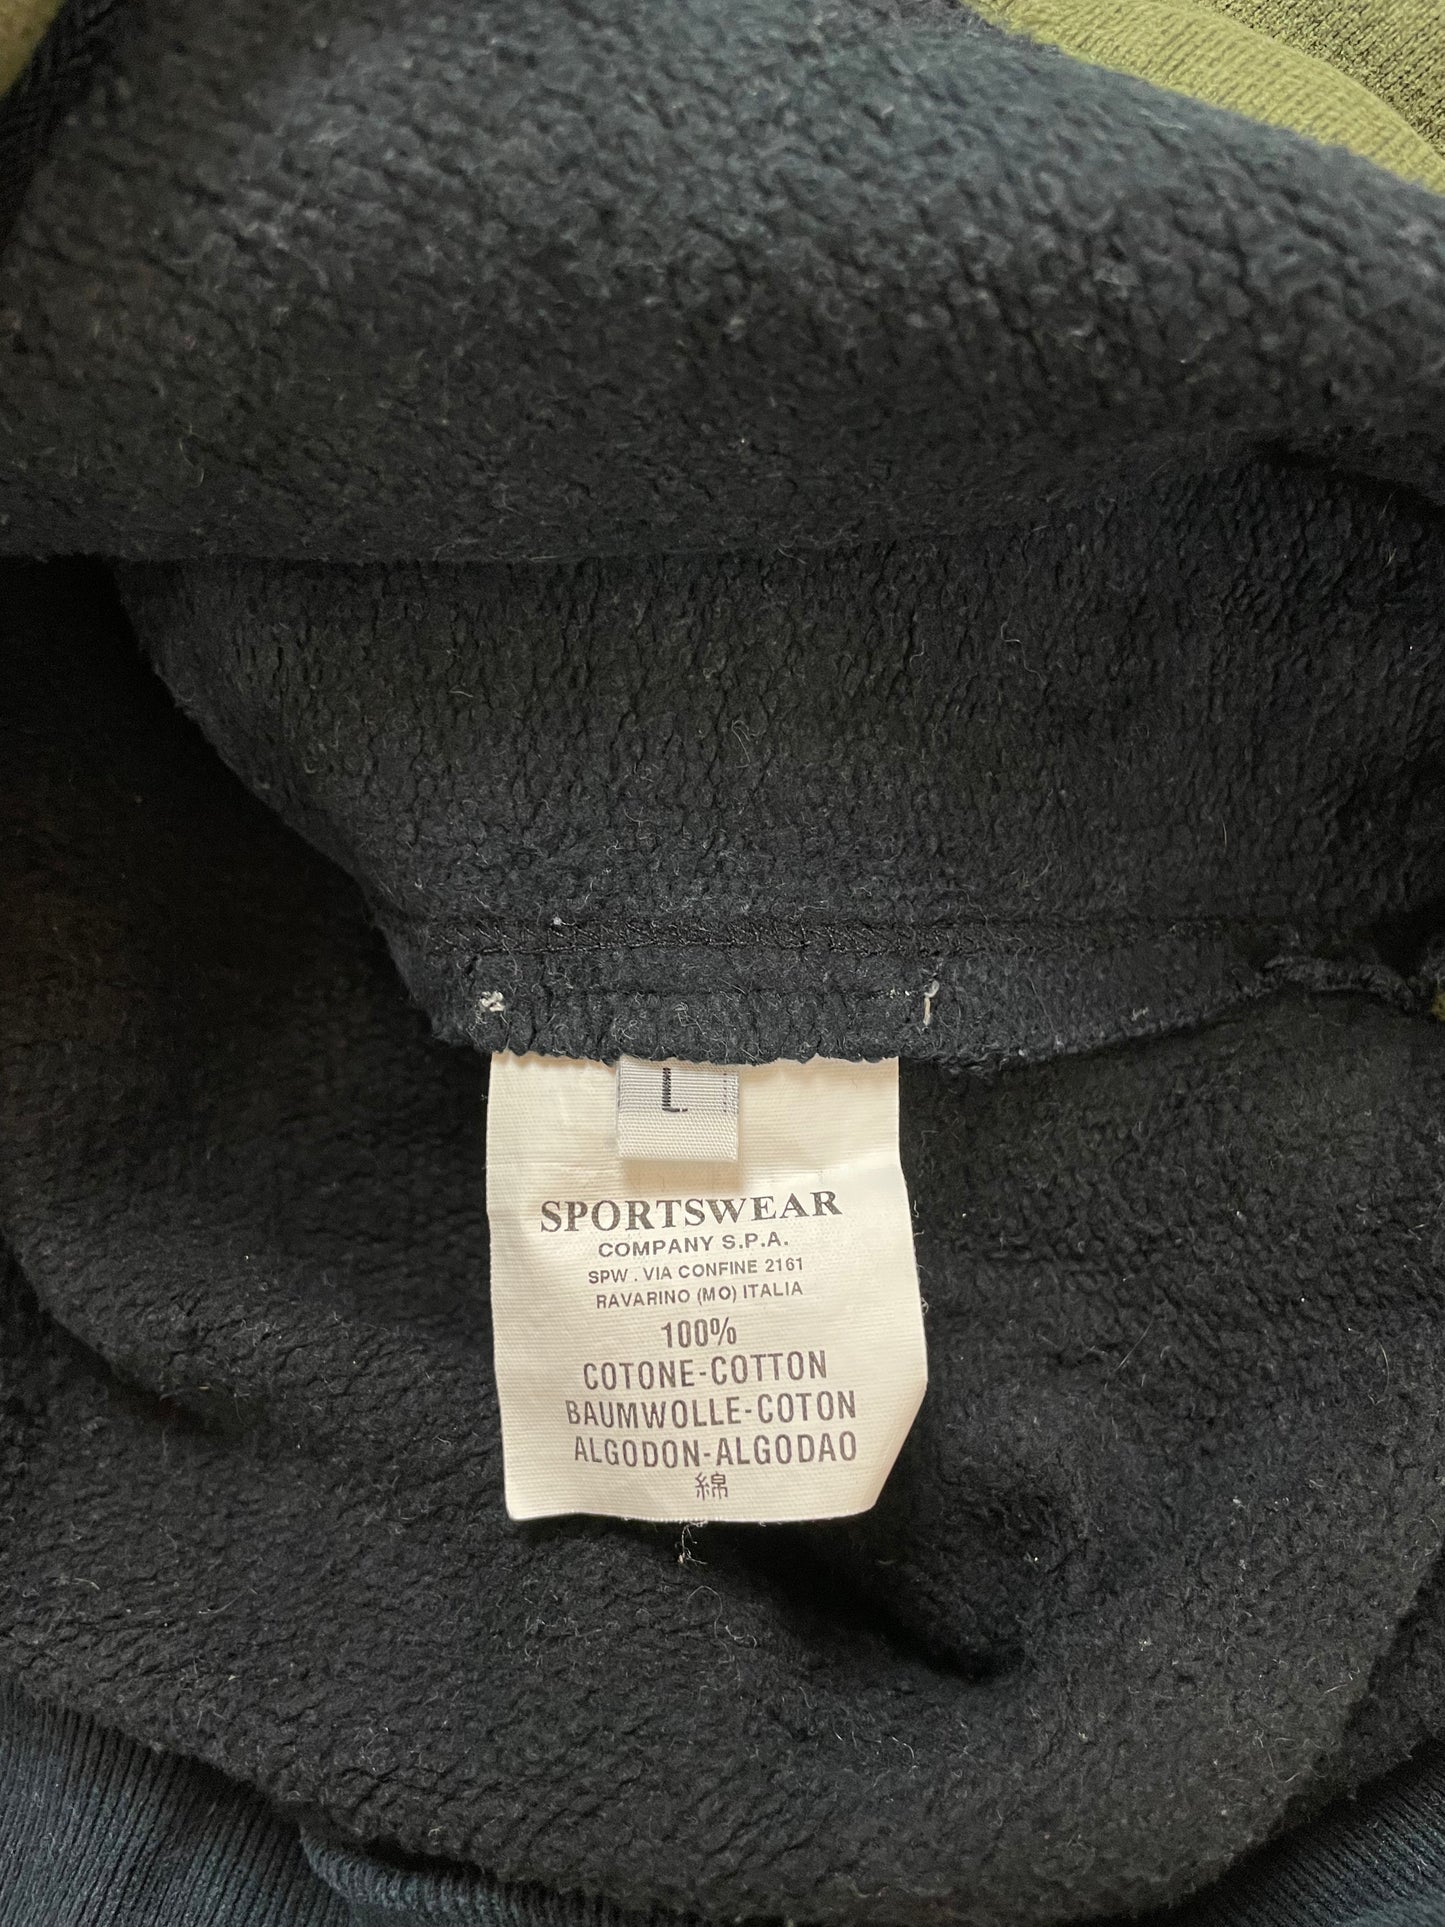 L
SPORTSWEAR
COMPANY S.P.A.
SPW . VIA CONFINE 2161
RAVARINO (MO) ITALIA
100%
COTONE-COTTON
BAUMWOLLE-COTON
ALGODON-ALGODAO
綿